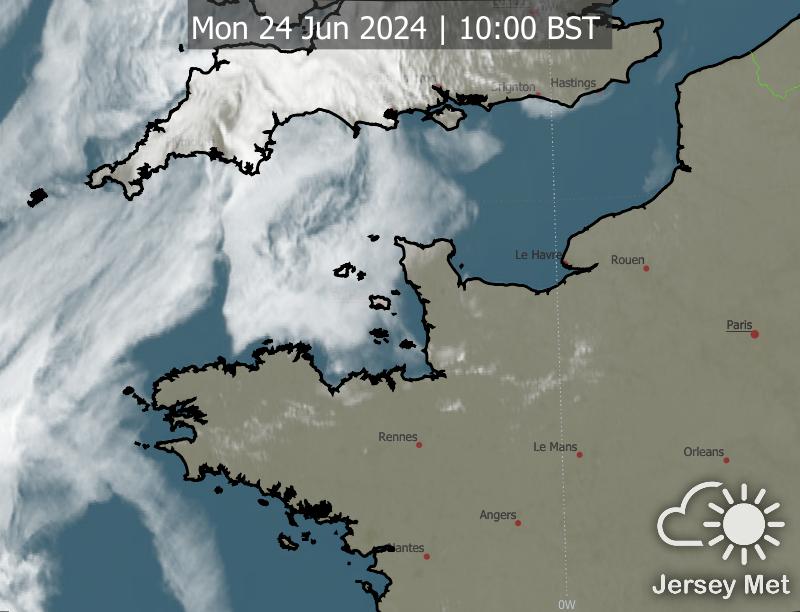 Mon 24 Jun 2024 | 10:00 BST
Brighton
Hastings
Le Havre
Rouen
Paris
Rennes
Le Mans
Orleans
Angers
Nantes
Jersey Met
0W